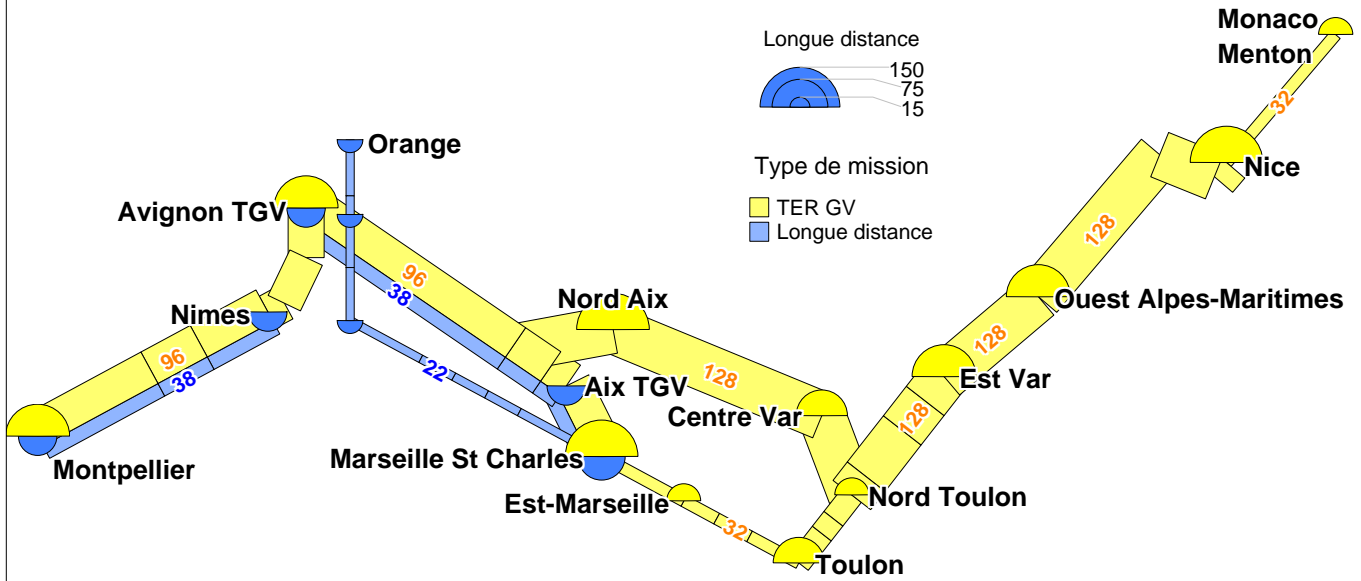 Monaco
Menton
Longue distance
150
75
15
32
Orange
Type de mission
Nice
TER GV
Longue distance
Avignon TGV
128
96
38
Nord Aix
Ouest Alpes-Maritimes
Nimes
128
96
38
22
128
Est Var
Aix TGV
Centre Var
128
Montpellier
Marseille St Charles
Est-Marseille
Nord Toulon
32
Toulon